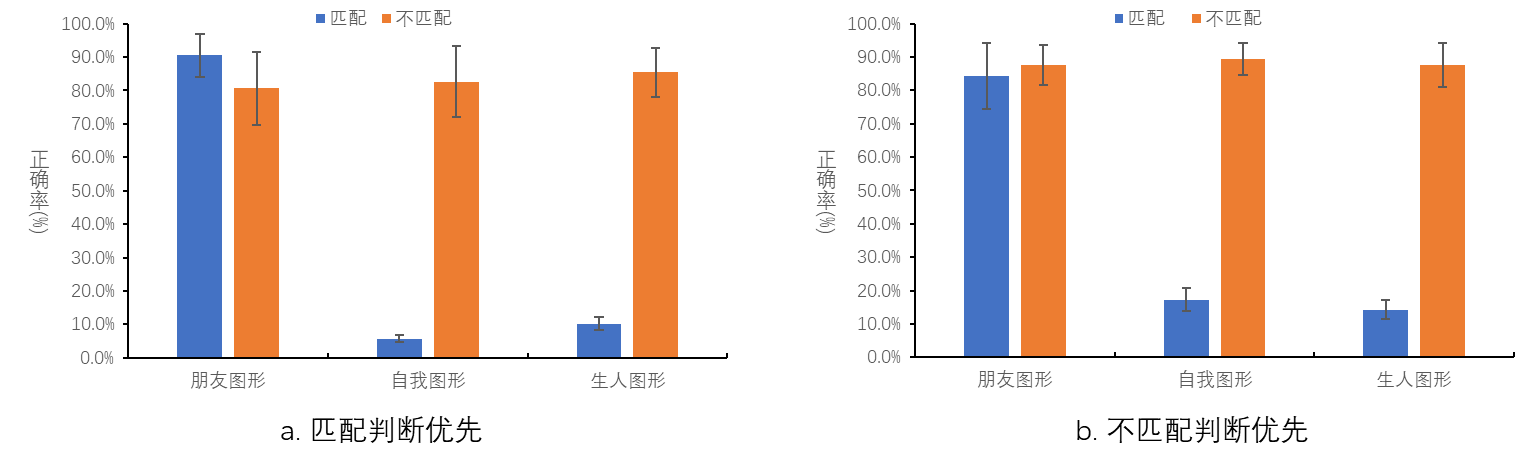 匹配 不匹配
100.0%
90.0%
80.0%
70.0%
60.0%
50.0%
40.0%
30.0%
20.0%
10.0%
0.0%
正确率(%)
朋友图形 自我图形 生人图形
a. 匹配判断优先
匹配 不匹配
100.0%
90.0%
80.0%
70.0%
60.0%
50.0%
40.0%
30.0%
20.0%
10.0%
0.0%
正确率(%)
朋友图形 自我图形 生人图形
b. 不匹配判断优先